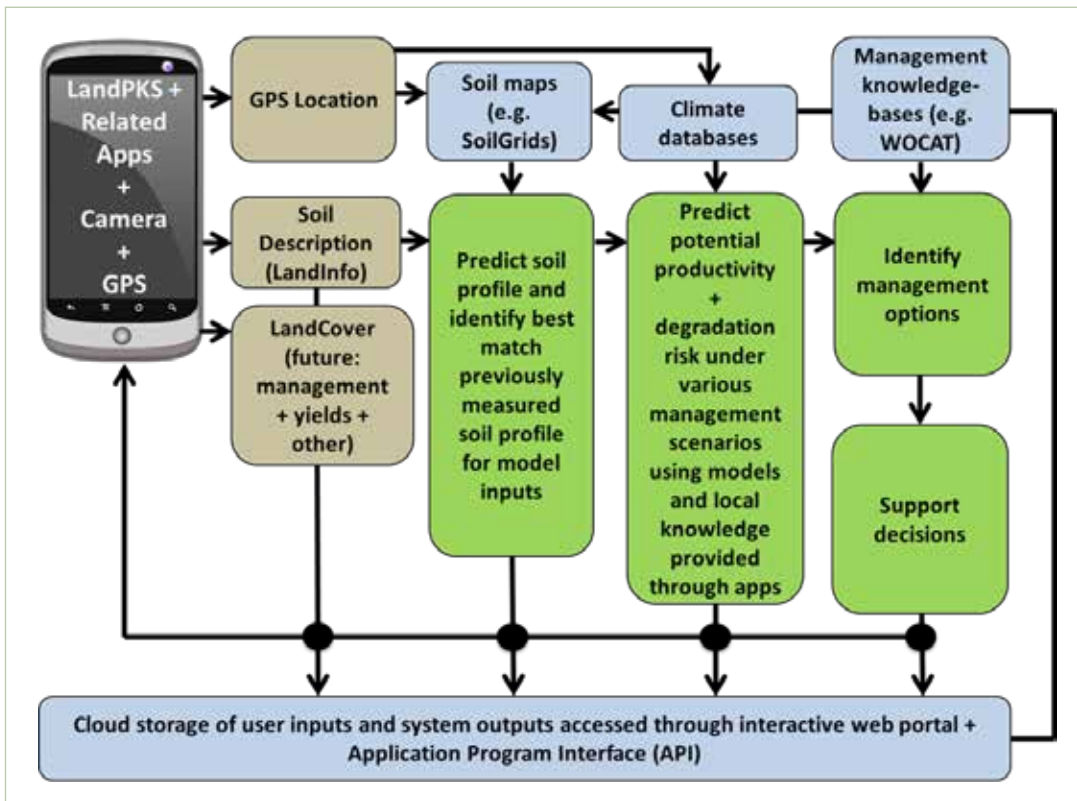 LandPKS +
Related
Apps
+
Camera
+
GPS
GPS Location
Soil maps
(e.g.
SoilGrids)
Climate
databases
Management
knowledge-
bases (e.g.
WOCAT)
Soil
Description
(LandInfo)
LandCover
(future:
management
+ yields +
other)
Predict soil
profile and
identify best
match
previously
measured
soil profile
for model
inputs
Predict
potential
productivity
+
degradation
risk under
various
management
scenarios
using models
and local
knowledge
provided
through apps
Identify
management
options
Support
decisions
Cloud storage of user inputs and system outputs accessed through interactive web portal +
Application Program Interface (API)